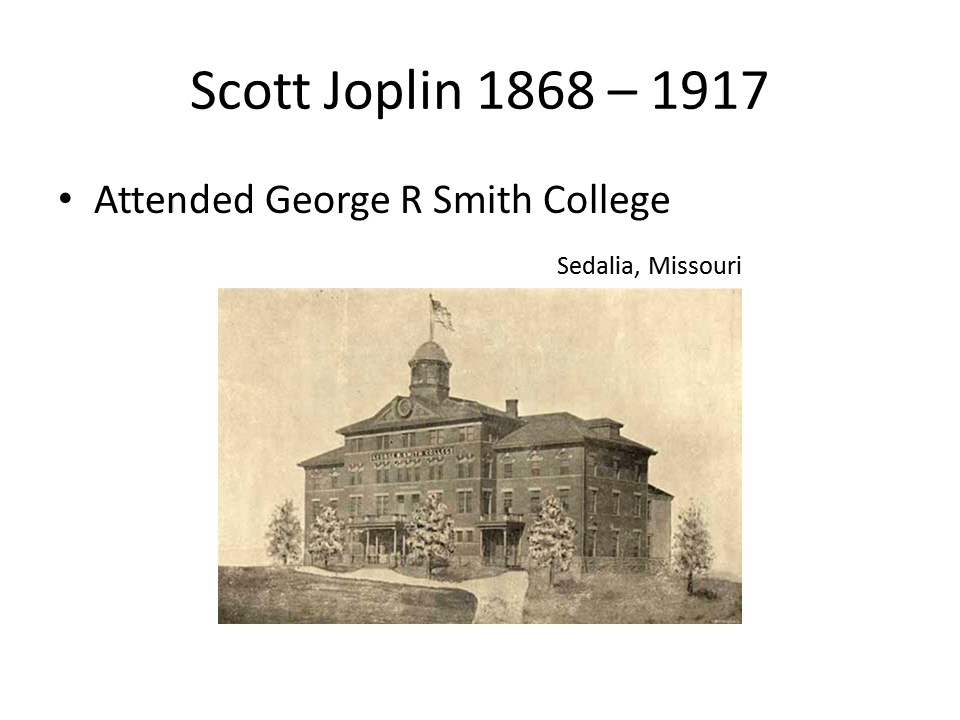 Scott Joplin 1868 – 1917
• Attended George R Smith College
Sedalia, Missouri
GEORGE R. SMITH COLLEGE